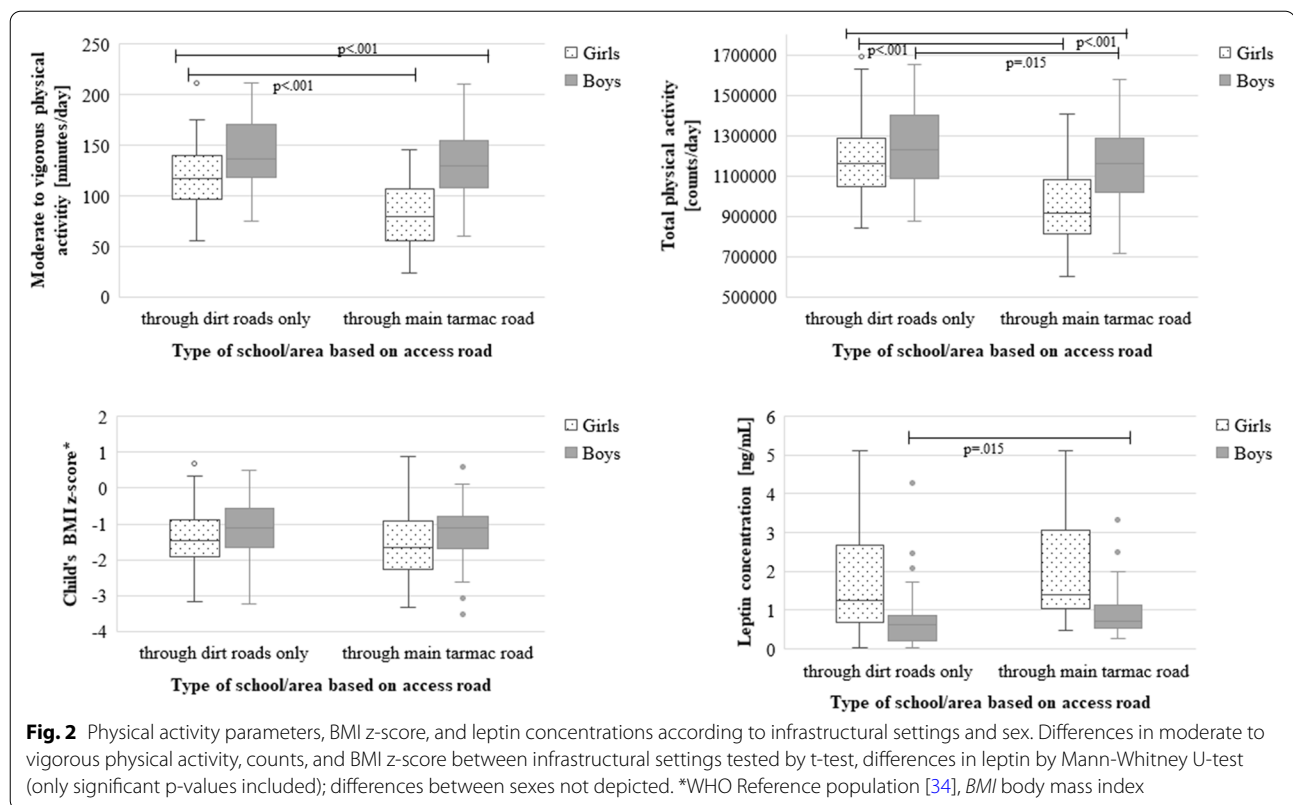 250
200
150
100
50
0
Moderate to vigorous physical
activitiy [minutes/day]
p<.001
p<.001
Girls
Boys
through dirt roads only
through main tarmac road
Type of school/area based on access road
1700000
1500000
1300000
1100000
900000
700000
500000
Total physical activity
[counts/day]
p<.001
p<.001
p=.015
Girls
Boys
through dirt roads only
through main tarmac road
Type of school/area based on access road
2
1
0
-1
-2
-3
-4
Child's BMI z-score*
Girls
Boys
through dirt roads only
through main tarmac road
Type of school/area based on access road
6
5
4
3
2
1
0
Leptin concentration [ng/mL]
p=.015
Girls
Boys
through dirt roads only
through main tarmac road
Type of school/area based on access road
Fig. 2 Physical activity parameters, BMI z-score, and leptin concentrations according to infrastructural settings and sex. Differences in moderate to
vigorous physical activity, counts, and BMI z-score between infrastructural settings tested by t-test, differences in leptin by Mann-Whitney U-test
(only significant p-values included); differences between sexes not depicted. *WHO Reference population [34], BMI body mass index